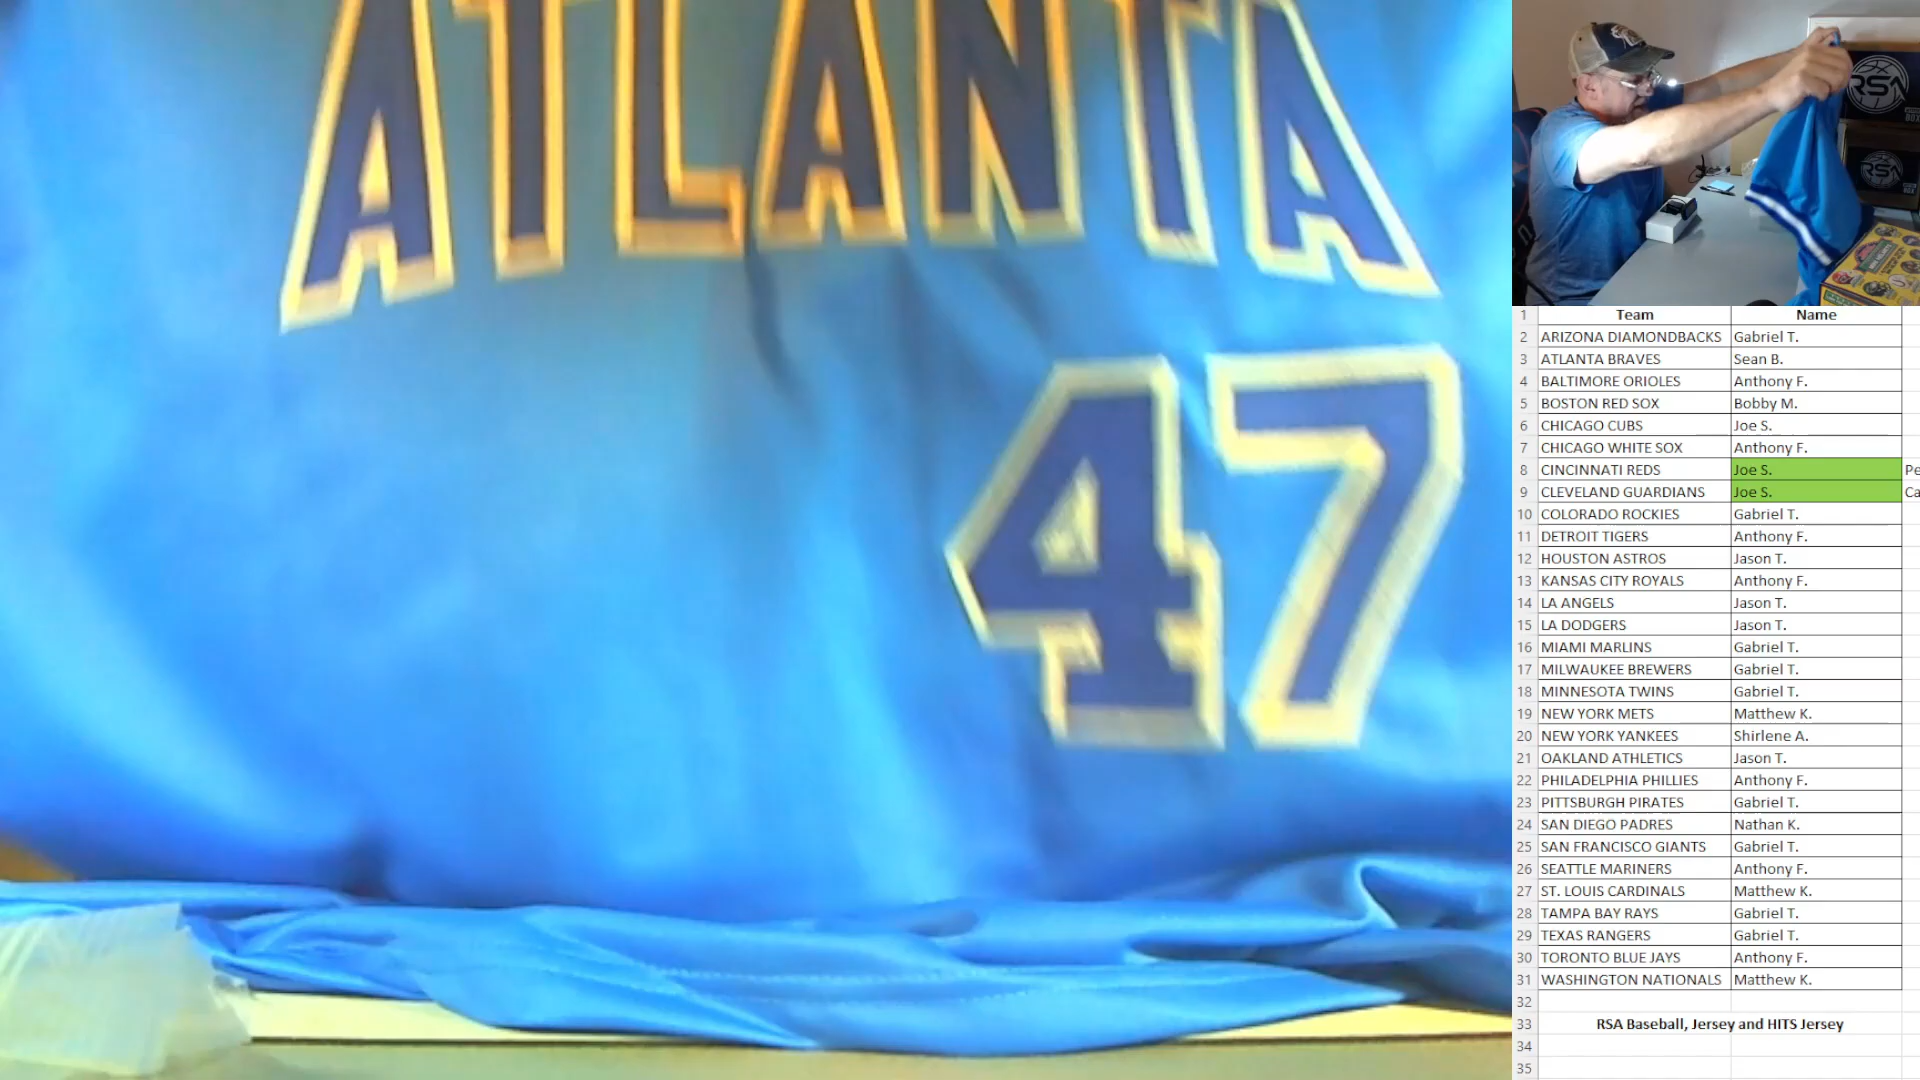 ATLANTA
47
RSA
BOX
RSA
1 Team Name
2 ARIZONA DIAMONDBACKS Gabriel T.
3 ATLANTA BRAVES Sean B.
4 BALTIMORE ORIOLES Anthony F.
5 BOSTON RED SOX Bobby M.
6 CHICAGO CUBS Joe S.
7 CHICAGO WHITE SOX Anthony F.
8 CINCINNATI REDS Joe S. Pe
9 CLEVELAND GUARDIANS Joe S. Ca
10 COLORADO ROCKIES Gabriel T.
11 DETROIT TIGERS Anthony F.
12 HOUSTON ASTROS Jason T.
13 KANSAS CITY ROYALS Anthony F.
14 LA ANGELS Jason T.
15 LA DODGERS Jason T.
16 MIAMI MARLINS Gabriel T.
17 MILWAUKEE BREWERS Gabriel T.
18 MINNESOTA TWINS Gabriel T.
19 NEW YORK METS Matthew K.
20 NEW YORK YANKEES Shirlene A.
21 OAKLAND ATHLETICS Jason T.
22 PHILADELPHIA PHILLIES Anthony F.
23 PITTSBURGH PIRATES Gabriel T.
24 SAN DIEGO PADRES Nathan K.
25 SAN FRANCISCO GIANTS Gabriel T.
26 SEATTLE MARINERS Anthony F.
27 ST. LOUIS CARDINALS Matthew K.
28 TAMPA BAY RAYS Gabriel T.
29 TEXAS RANGERS Gabriel T.
30 TORONTO BLUE JAYS Anthony F.
31 WASHINGTON NATIONALS Matthew K.
32
33 RSA Baseball, Jersey and HITS Jersey
34
35